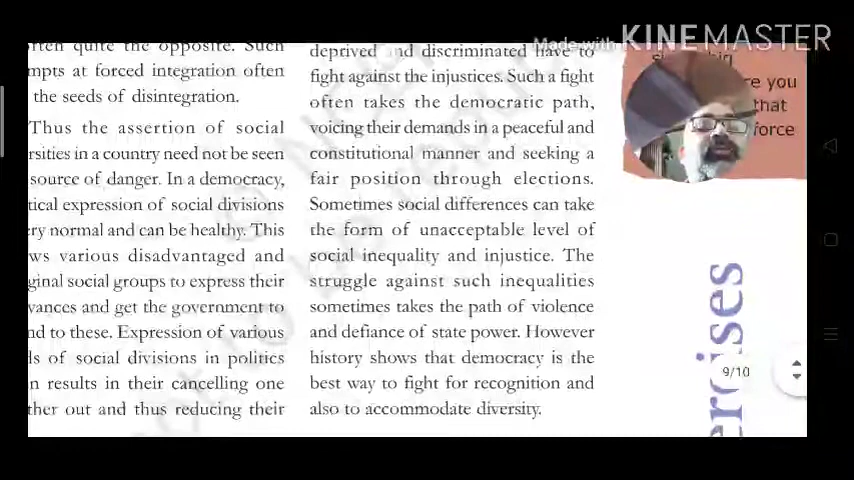 often quite the opposite. Such
mpts at forced integration often
the seeds of disintegration.
Thus the assertion of social
rsities in a country need not be seen
source of danger. In a democracy,
tical expression of social divisions
ery normal and can be healthy. This
ws various disadvantaged and
ginal social groups to express their
vances and get the government to
nd to these. Expression of various
ds of social divisions in politics
n results in their cancelling one
ther out and thus reducing their
deprived and discriminated have to
fight against the injustices. Such a fight
often takes the democratic path,
voicing their demands in a peaceful and
constitutional manner and seeking a
fair position through elections.
Sometimes social differences can take
the form of unacceptable level of
social inequality and injustice. The
struggle against such inequalities
sometimes takes the path of violence
and defiance of state power. However
history shows that democracy is the
best way to fight for recognition and
also to accommodate diversity.
Made with KINEMASTER
re you
that
force
ercises
9/10